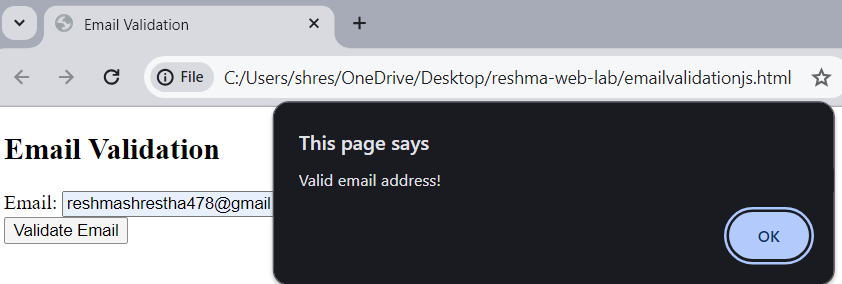 Email Validation
File C:/Users/shres/OneDrive/Desktop/reshma-web-lab/emailvalidationjs.html
This page says
Valid email address!
OK
Email Validation
Email: reshmashrestha478@gmail
Validate Email